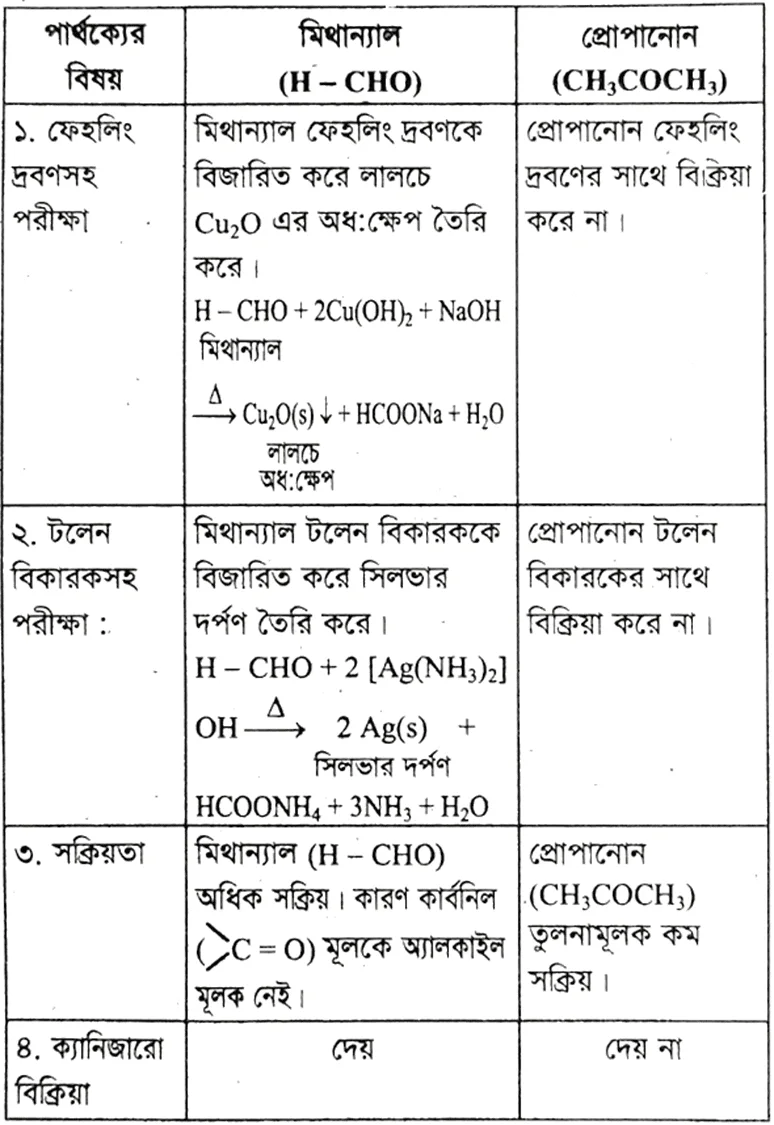 পার্থক্যের বিষয় | মিথান্যাল (H – CHO) | প্রোপানোন (CH₃COCH₃)
১. ফেহলিং দ্রবণসহ পরীক্ষা
মিথান্যাল ফেহলিং দ্রবণকে
বিজারিত করে লালচে
Cu₂O এর অধ:ক্ষেপ তৈরি
করে।
H – CHO + 2Cu(OH)₂ + NaOH
মিথান্যাল
Δ
⟶ Cu₂O(s)↓ + HCOONa + H₂O
লালচে
অধ:ক্ষেপ
প্রোপানোন ফেহলিং
দ্রবণের সাথে বিক্রিয়া
করে না।
২. টলেন
বিকারকসহ
পরীক্ষা :
মিথান্যাল টলেন বিকারককে
বিজারিত করে সিলভার
দর্পণ তৈরি করে।
H – CHO + 2 [Ag(NH₃)₂]
Δ
OH ⟶ 2 Ag(s) +
সিলভার দর্পণ
HCOONH₄ + 3NH₃ + H₂O
প্রোপানোন টলেন
বিকারকের সাথে
বিক্রিয়া করে না।
৩. সক্রিয়তা
মিথান্যাল (H – CHO)
অধিক সক্রিয়। কারণ কার্বনিল
(>C = O) মূলকে অ্যালকাইল
মূলক নেই।
প্রোপানোন
(CH₃COCH₃)
তুলনামূলক কম
সক্রিয়।
৪. ক্যানিজারো
বিক্রিয়া
দেয়
দেয় না